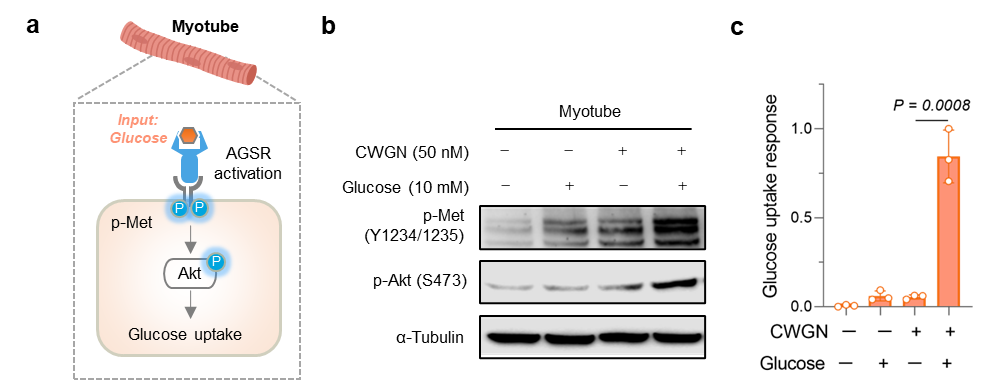 a
Myotube
Input:
Glucose
AGSR
activation
P P
p-Met
P
Akt
Glucose uptake
b
Myotube
CWGN (50 nM) − − + +
Glucose (10 mM) − + − +
p-Met
(Y1234/1235)
p-Akt (S473)
α-Tubulin
c
Glucose uptake response
P = 0.0008
1.0
0.5
0.0
CWGN − − + +
Glucose − + − +